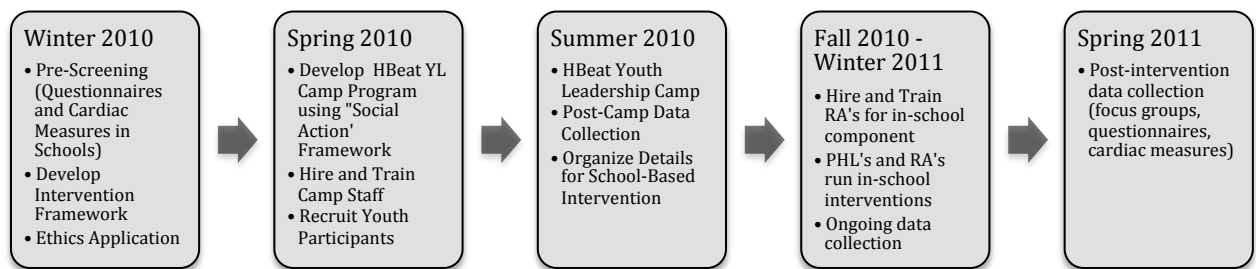 Winter 2010
• Pre-Screening
(Questionnaires
and Cardiac
Measures in
Schools)
• Develop
Intervention
Framework
• Ethics Application
Spring 2010
• Develop HBeat YL
Camp Program
using "Social
Action'
Framework
• Hire and Train
Camp Staff
• Recruit Youth
Participants
Summer 2010
• HBeat Youth
Leadership Camp
• Post-Camp Data
Collection
• Organize Details
for School-Based
Intervention
Fall 2010 -
Winter 2011
• Hire and Train
RA's for in-school
component
• PHL's and RA's
run in-school
interventions
• Ongoing data
collection
Spring 2011
• Post-intervention
data collection
(focus groups,
questionnaires,
cardiac measures)